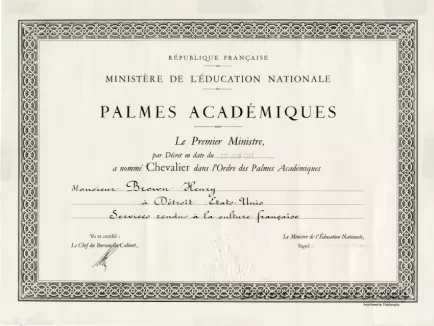 RÉPUBLIQUE FRANÇAISE
MINISTÈRE DE L'ÉDUCATION NATIONALE
PALMES ACADÉMIQUES
Le Premier Ministre,
par Décret en date du
a nommé Chevalier dans l'Ordre des Palmes Académiques
Monsieur Brown Henry
à Détroit États-Unis
Services rendus à la culture française
Vu et certifié :
Le Chef du Bureau du Cabinet,
Le Ministre de l'Éducation Nationale,
Signé :
Imprimerie Nationale.